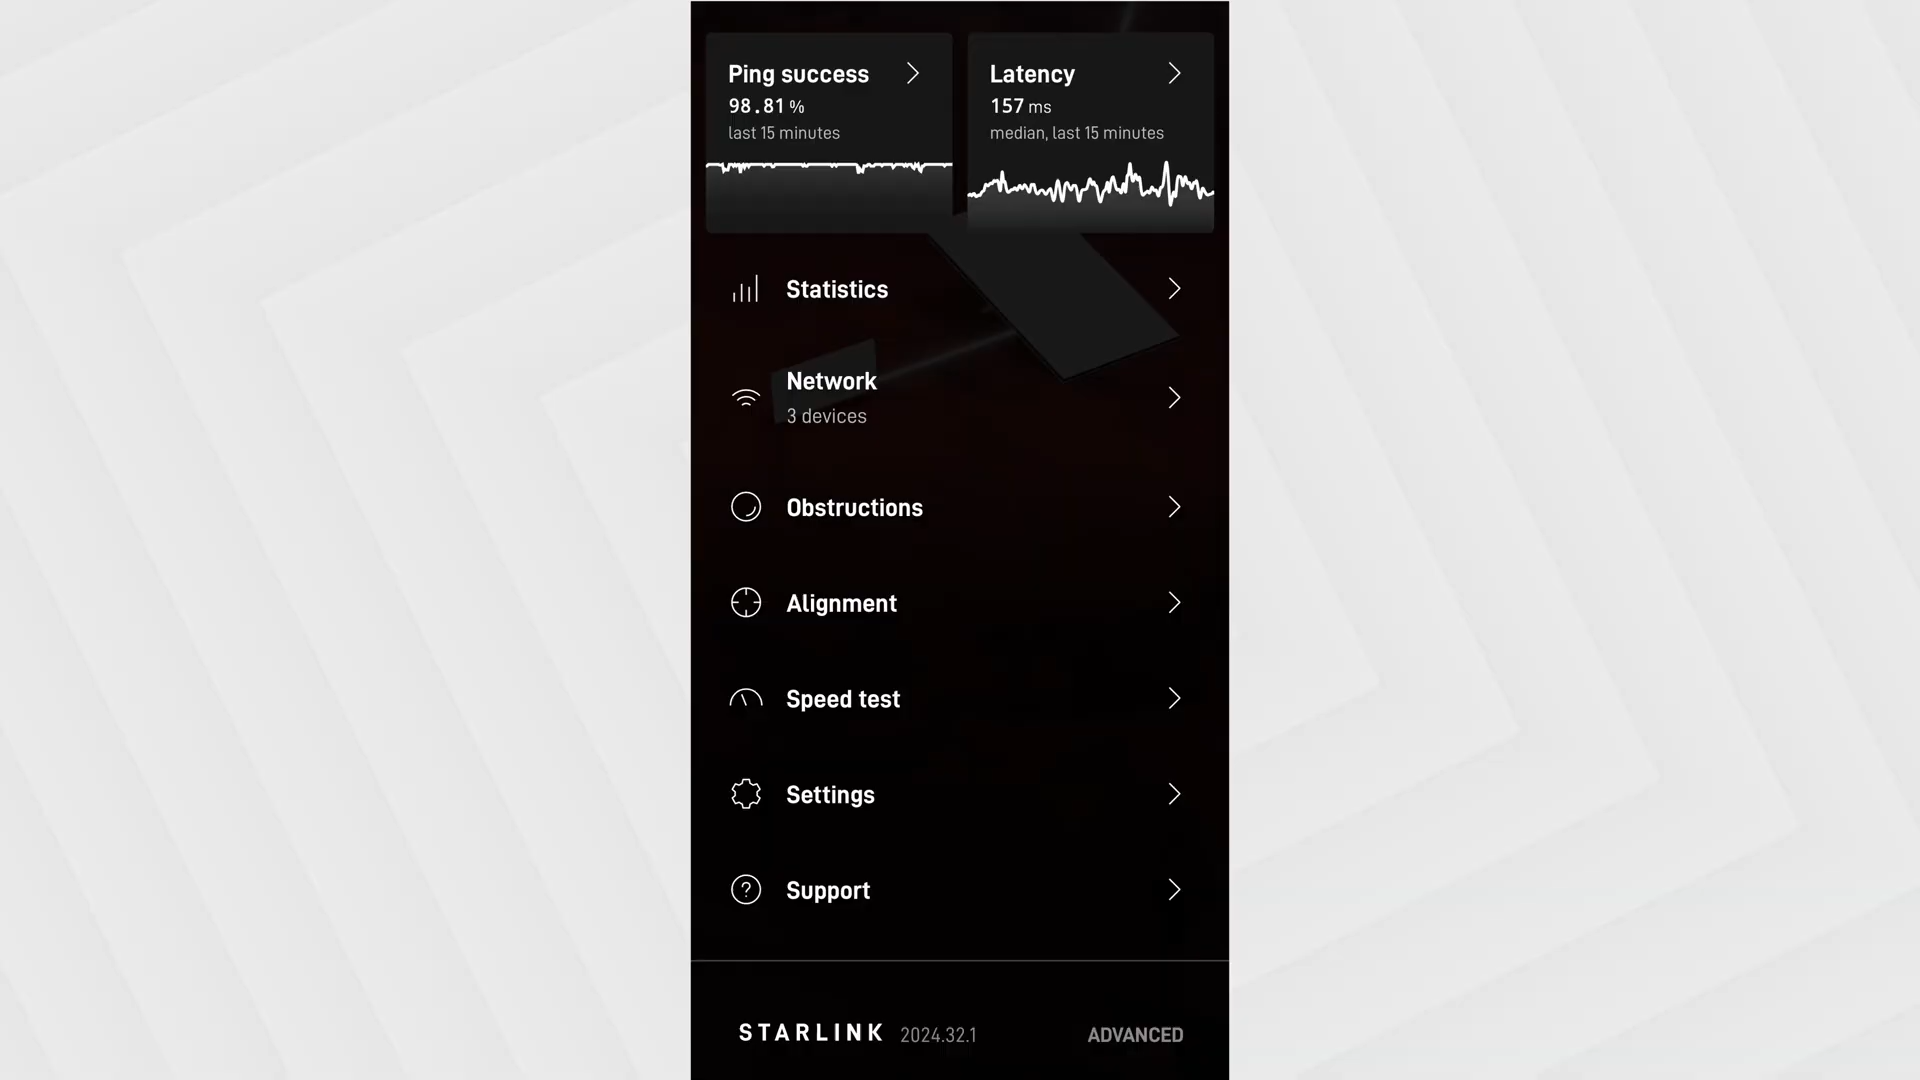 Ping success
98.81 %
last 15 minutes
Latency
157 ms
median, last 15 minutes
Statistics
Network
3 devices
Obstructions
Alignment
Speed test
Settings
Support
STARLINK 2024.32.1 ADVANCED